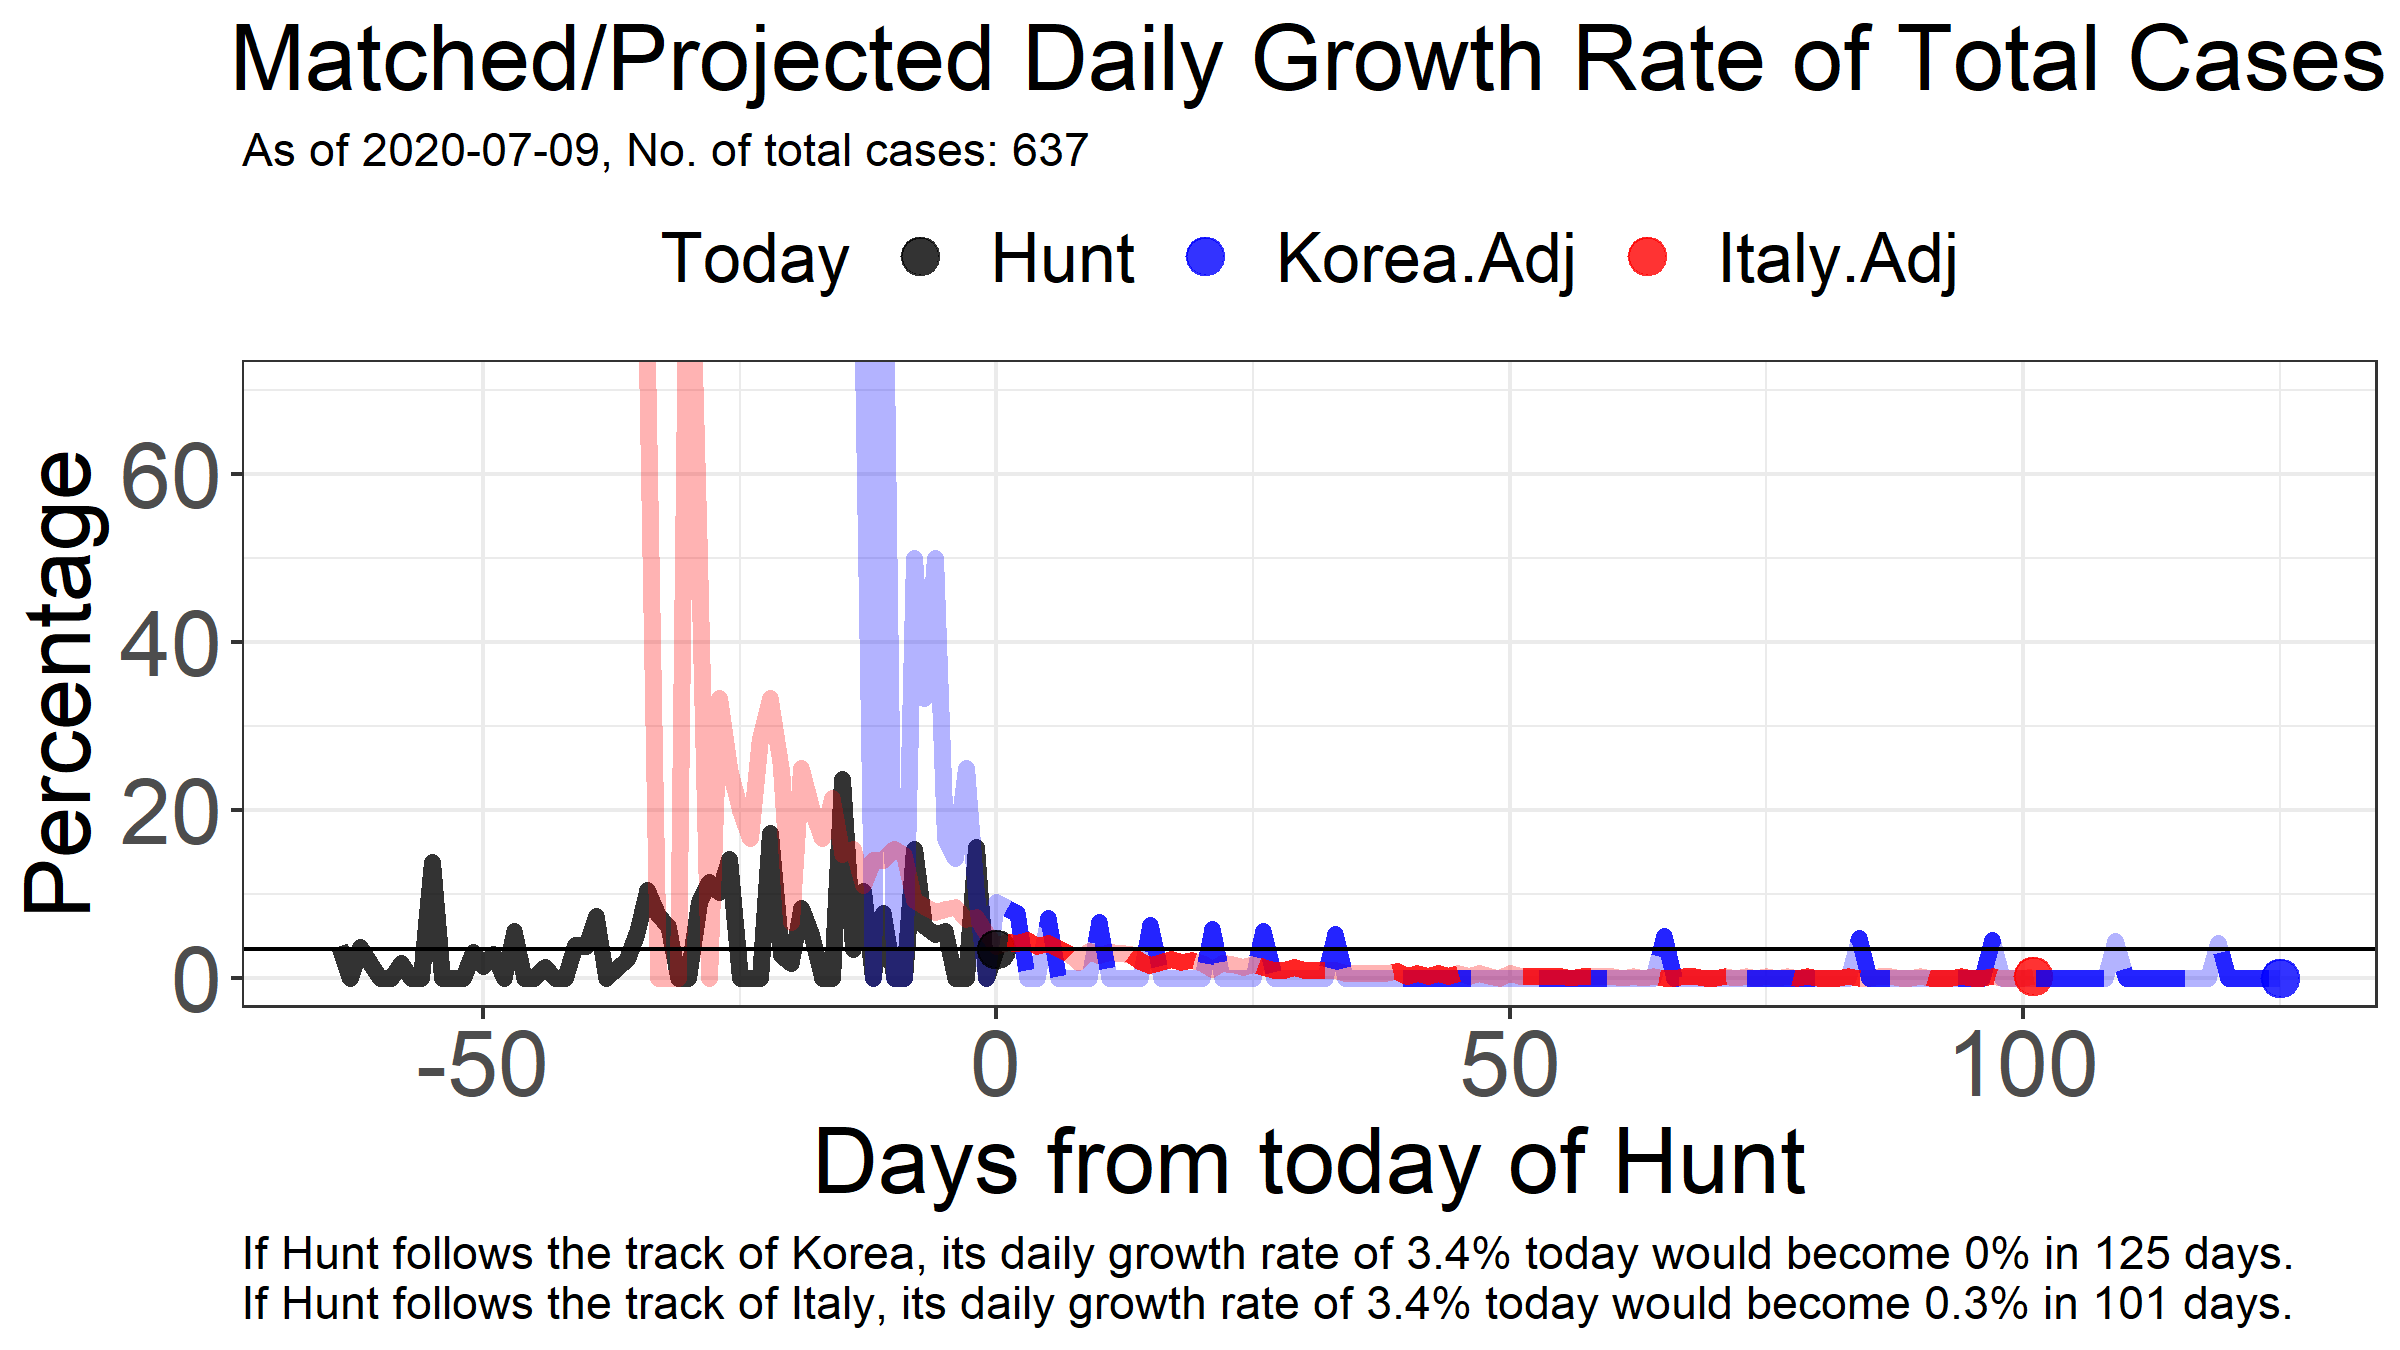 Matched/Projected Daily Growth Rate of Total Cases
As of 2020-07-09, No. of total cases: 637
Today Hunt Korea.Adj Italy.Adj
Percentage
60
40
20
0
-50 0 50 100
Days from today of Hunt
If Hunt follows the track of Korea, its daily growth rate of 3.4% today would become 0% in 125 days.
If Hunt follows the track of Italy, its daily growth rate of 3.4% today would become 0.3% in 101 days.